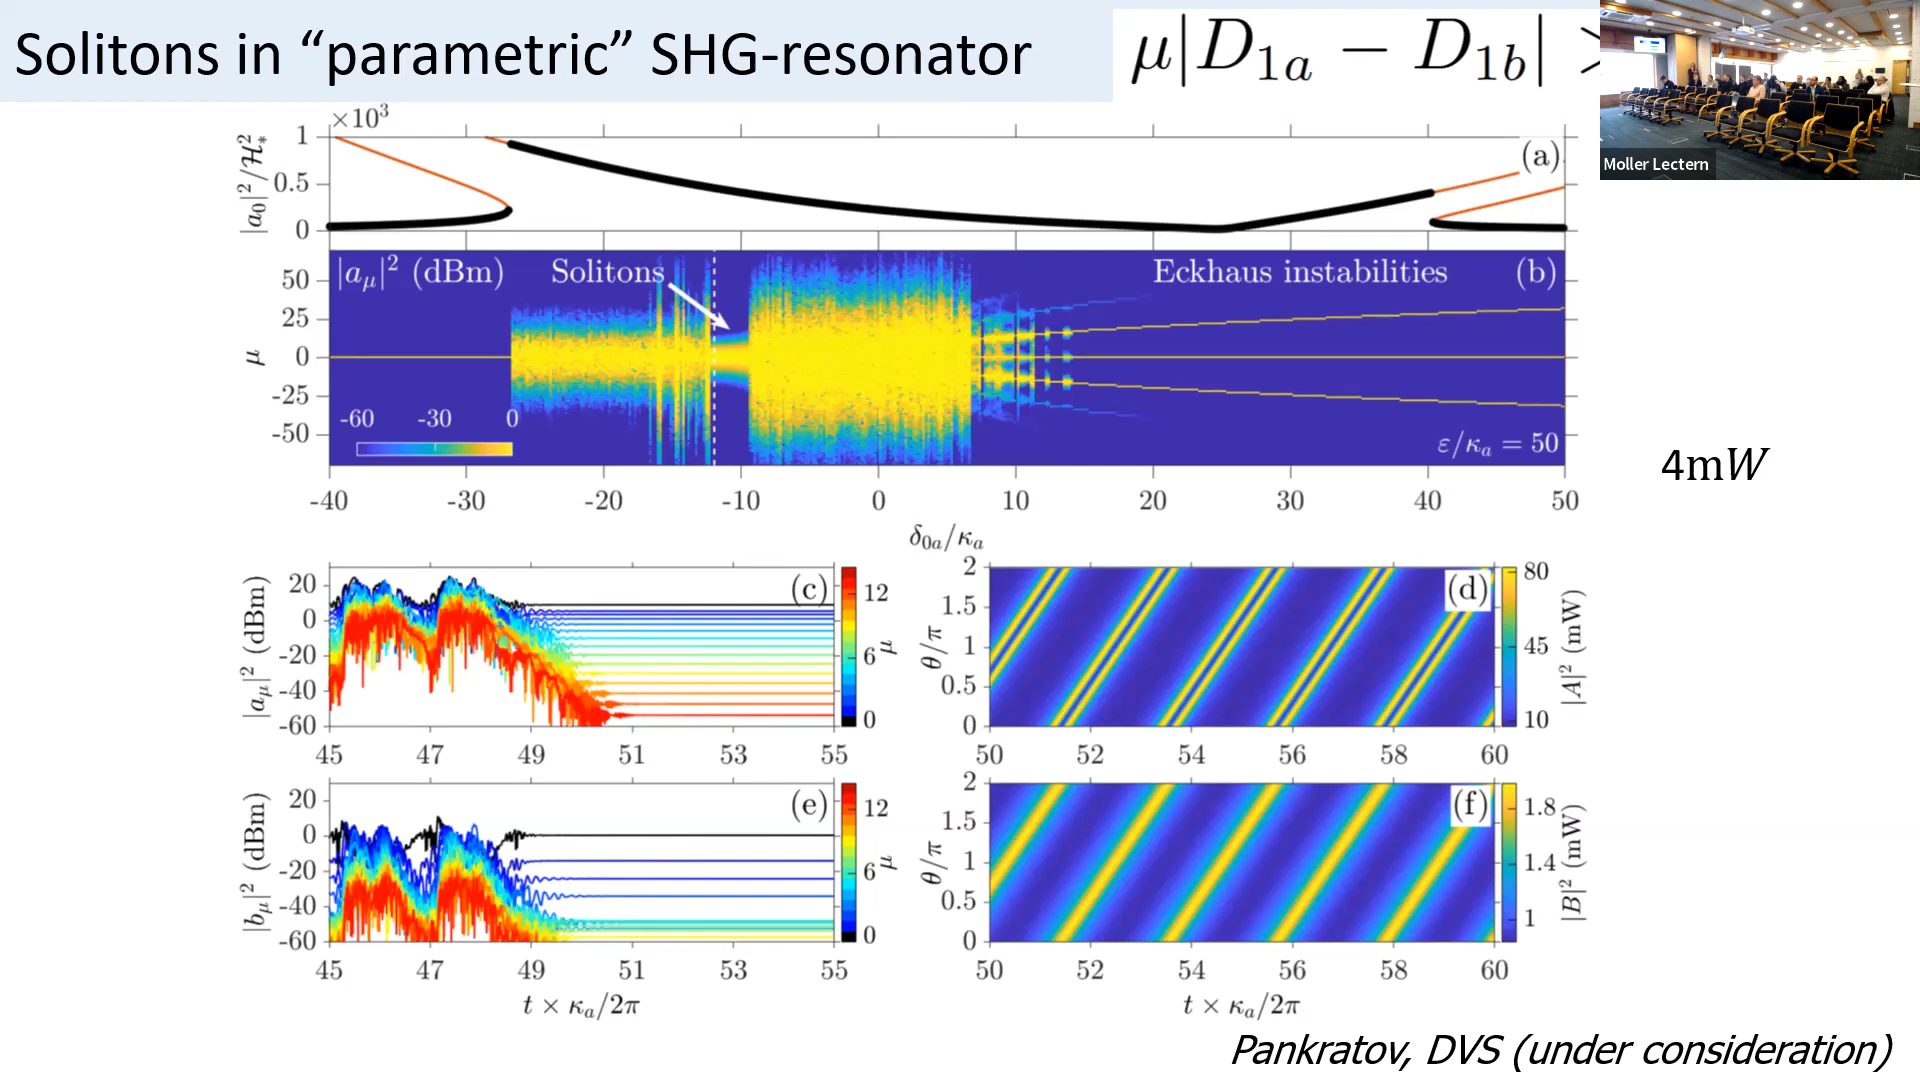 Solitons in “parametric” SHG-resonator
μ|D1a − D1b| >
Moller Lectern
×10³
|a₀|²/ℋ*²
1
0.5
0
(a)
|aμ|² (dBm)
Solitons
Eckhaus instabilities
(b)
μ
50
25
0
-25
-50
-60 -30 0
ε/κₐ = 50
-40 -30 -20 -10 0 10 20 30 40 50
δ₀ₐ/κₐ
4mW
|aμ|² (dBm)
20
0
-20
-40
-60
(c)
12
6
0
μ
45 47 49 51 53 55
θ/π
2
1.5
1
0.5
0
(d)
80
45
10
|A|² (mW)
50 52 54 56 58 60
|bμ|² (dBm)
20
0
-20
-40
-60
(e)
12
6
0
μ
45 47 49 51 53 55
t × κₐ/2π
θ/π
2
1.5
1
0.5
0
(f)
1.8
1.4
1
|B|² (mW)
50 52 54 56 58 60
t × κₐ/2π
Pankratov, DVS (under consideration)